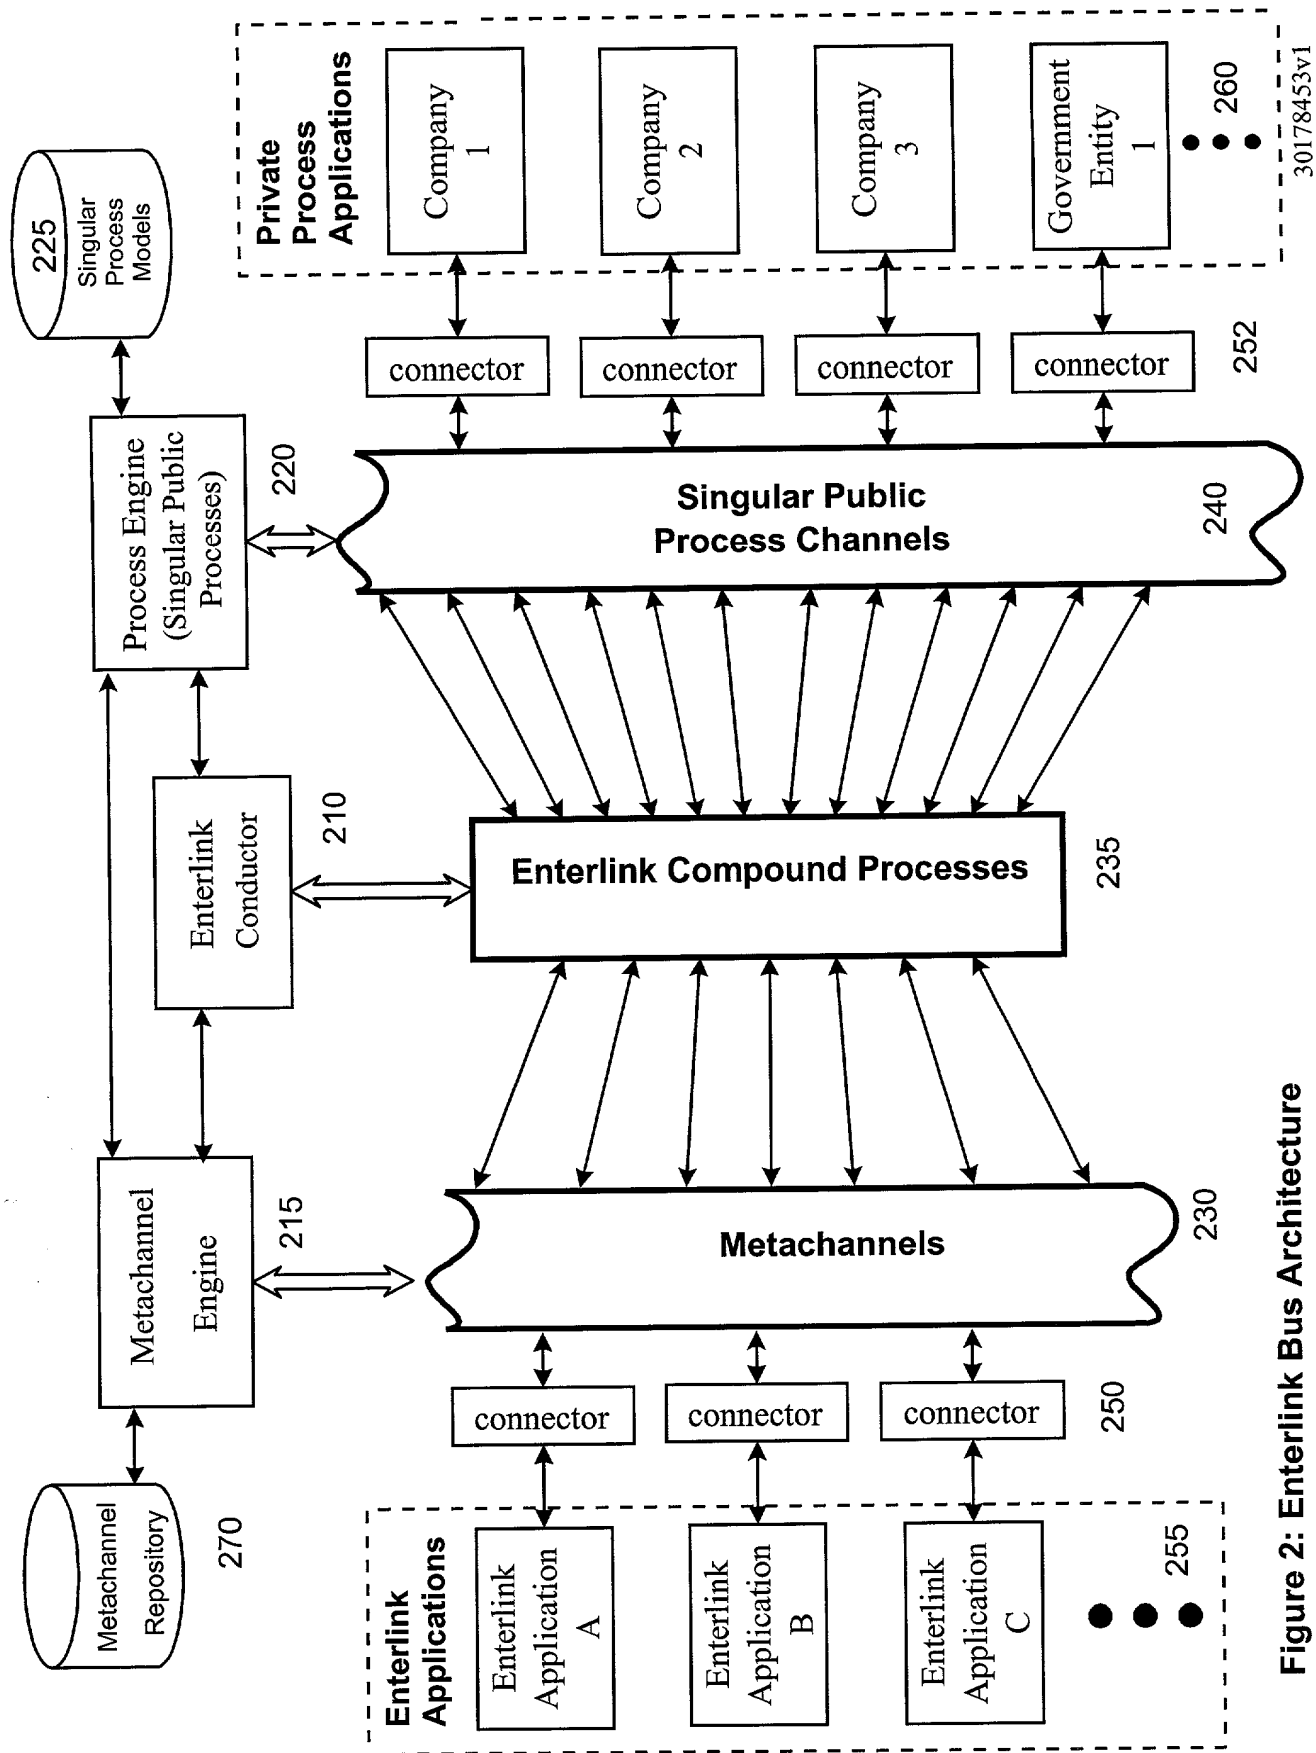 Metachannel
Repository
270
Metachannel
Engine
215
Enterlink
Conductor
210
Process Engine
(Singular Public
Processes)
220
225
Singular
Process
Models
Enterlink
Applications
Enterlink
Application
A
Enterlink
Application
B
Enterlink
Application
C
255
connector
connector
connector
250
Metachannels
230
Enterlink Compound Processes
235
Singular Public
Process Channels
240
connector
connector
connector
connector
252
Private
Process
Applications
Company
1
Company
2
Company
3
Government
Entity
1
260
Figure 2: Enterlink Bus Architecture
30178453v1